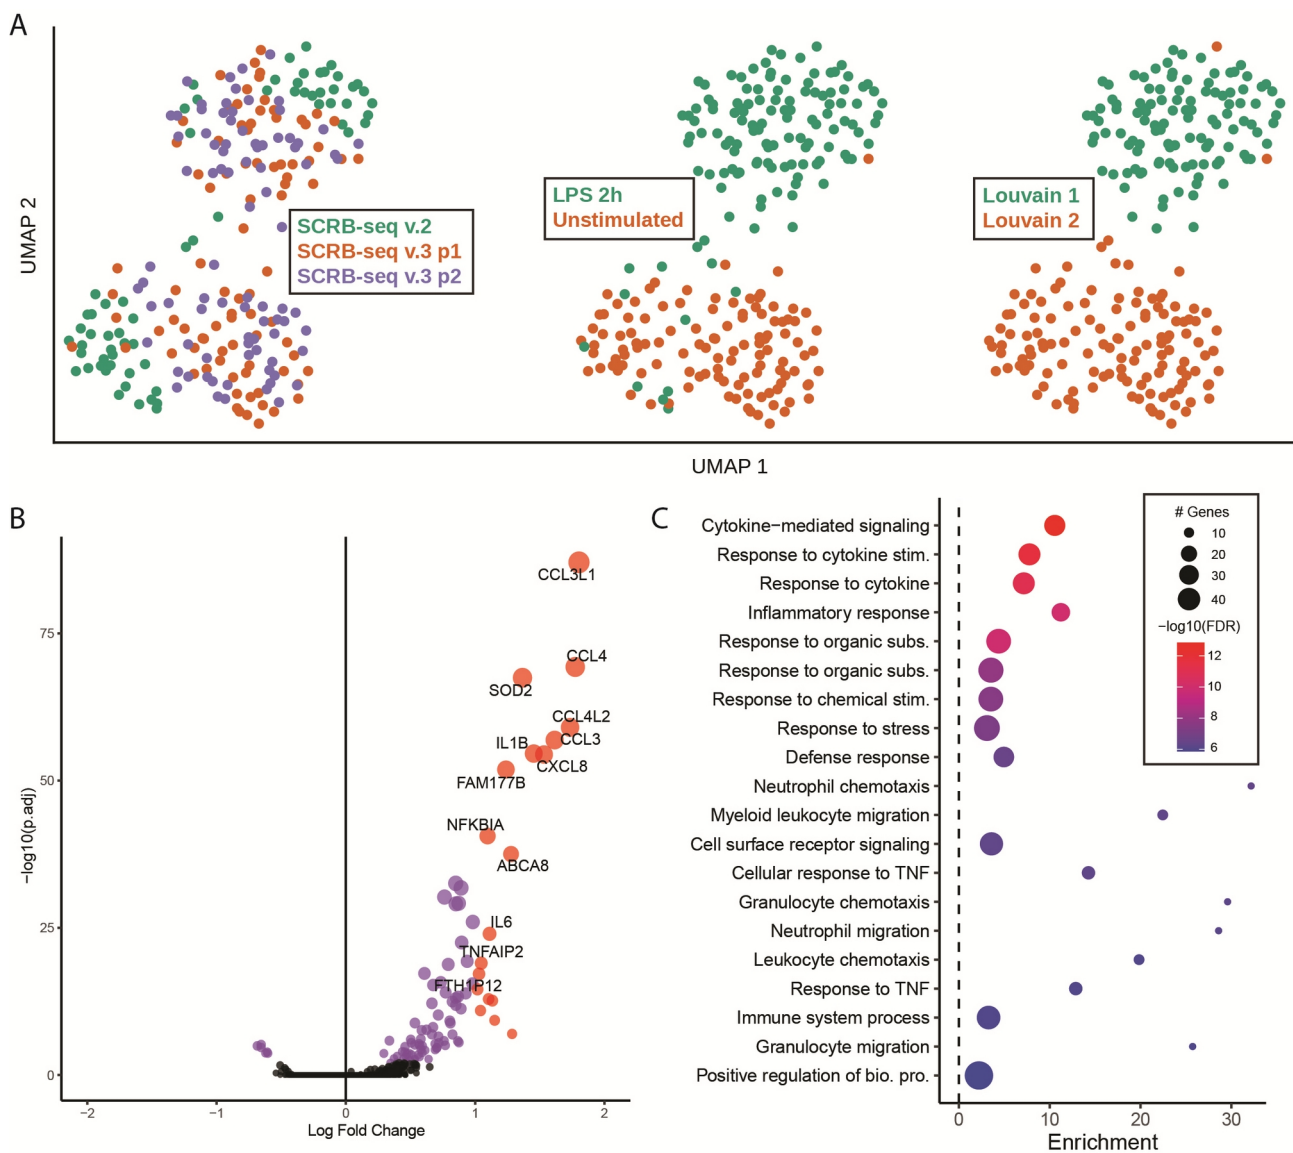 A
UMAP 2
SCRB-seq v.2
SCRB-seq v.3 p1
SCRB-seq v.3 p2
LPS 2h
Unstimulated
Louvain 1
Louvain 2
UMAP 1
B
−log10(p.adj)
75
50
25
0
CCL3L1
CCL4
SOD2
CCL4L2
CCL3
IL1B
CXCL8
FAM177B
NFKBIA
ABCA8
IL6
TNFAIP2
FTH1P12
−2
−1
0
1
2
Log Fold Change
C
Cytokine−mediated signaling
Response to cytokine stim.
Response to cytokine
Inflammatory response
Response to organic subs.
Response to organic subs.
Response to chemical stim.
Response to stress
Defense response
Neutrophil chemotaxis
Myeloid leukocyte migration
Cell surface receptor signaling
Cellular response to TNF
Granulocyte chemotaxis
Neutrophil migration
Leukocyte chemotaxis
Response to TNF
Immune system process
Granulocyte migration
Positive regulation of bio. pro.
# Genes
10
20
30
40
−log10(FDR)
12
10
8
6
0
10
20
30
Enrichment